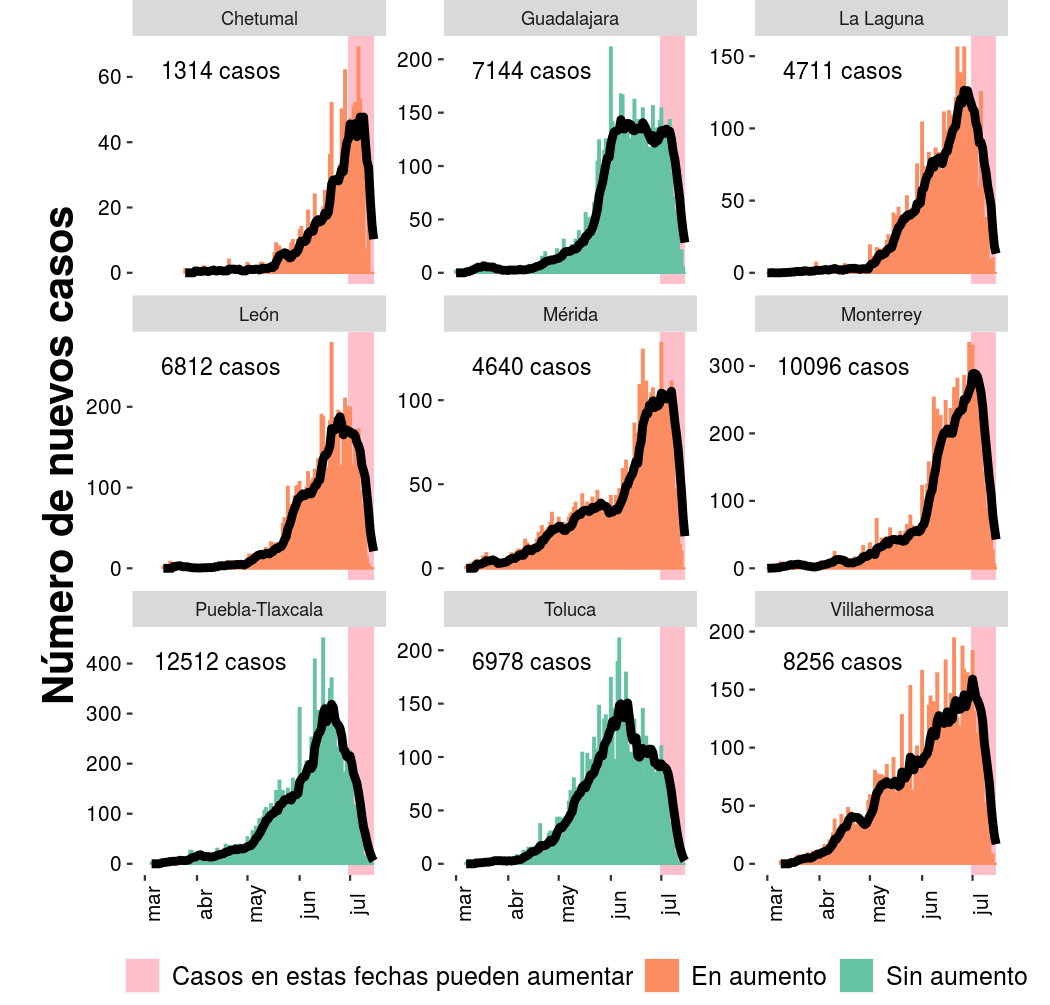 Chetumal
Guadalajara
La Laguna
1314 casos
7144 casos
4711 casos
60
40
20
0
200
150
100
50
0
150
100
50
0
León
Mérida
Monterrey
6812 casos
4640 casos
10096 casos
200
100
0
100
50
0
300
200
100
0
Número de nuevos casos
Puebla-Tlaxcala
Toluca
Villahermosa
12512 casos
6978 casos
8256 casos
400
300
200
100
0
200
150
100
50
0
200
150
100
50
0
mar abr may jun jul
mar abr may jun jul
mar abr may jun jul
Casos en estas fechas pueden aumentar En aumento Sin aumento